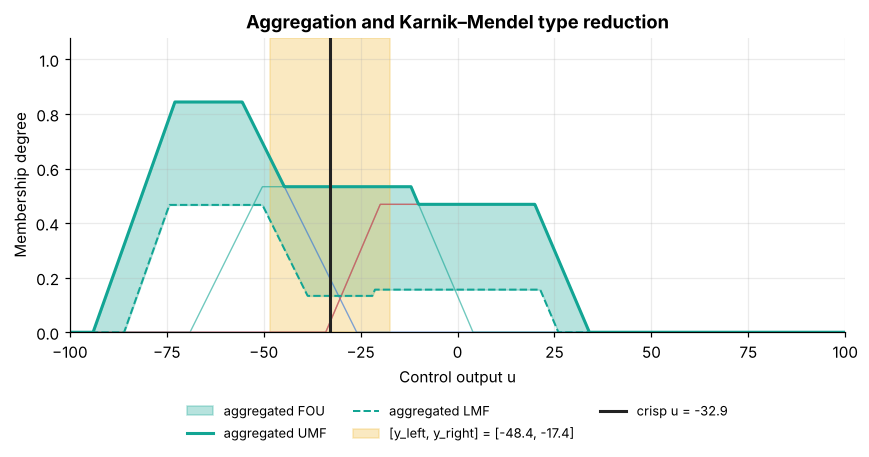 Aggregation and Karnik–Mendel type reduction
Membership degree
1.0
0.8
0.6
0.4
0.2
0.0
−100 −75 −50 −25 0 25 50 75 100
Control output u
aggregated FOU aggregated LMF crisp u = -32.9
aggregated UMF [y_left, y_right] = [-48.4, -17.4]